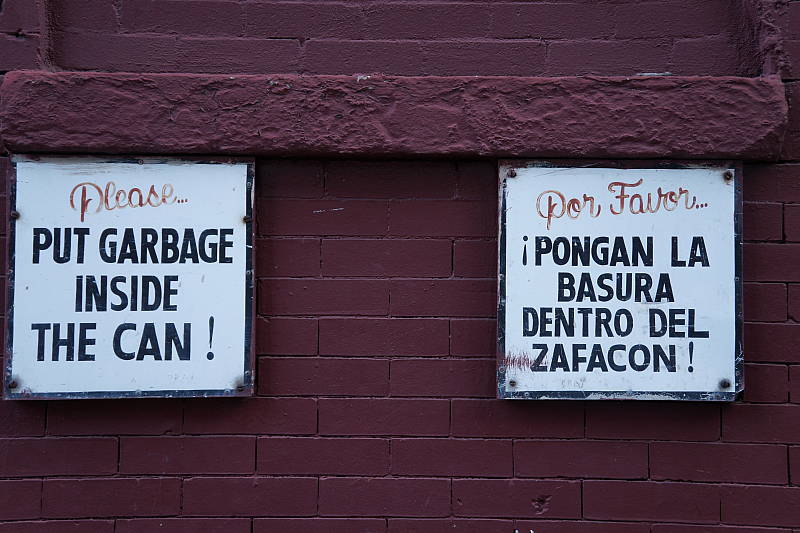 Please...
PUT GARBAGE
INSIDE
THE CAN !
Por Favor...
¡PONGAN LA
BASURA
DENTRO DEL
ZAFACON !